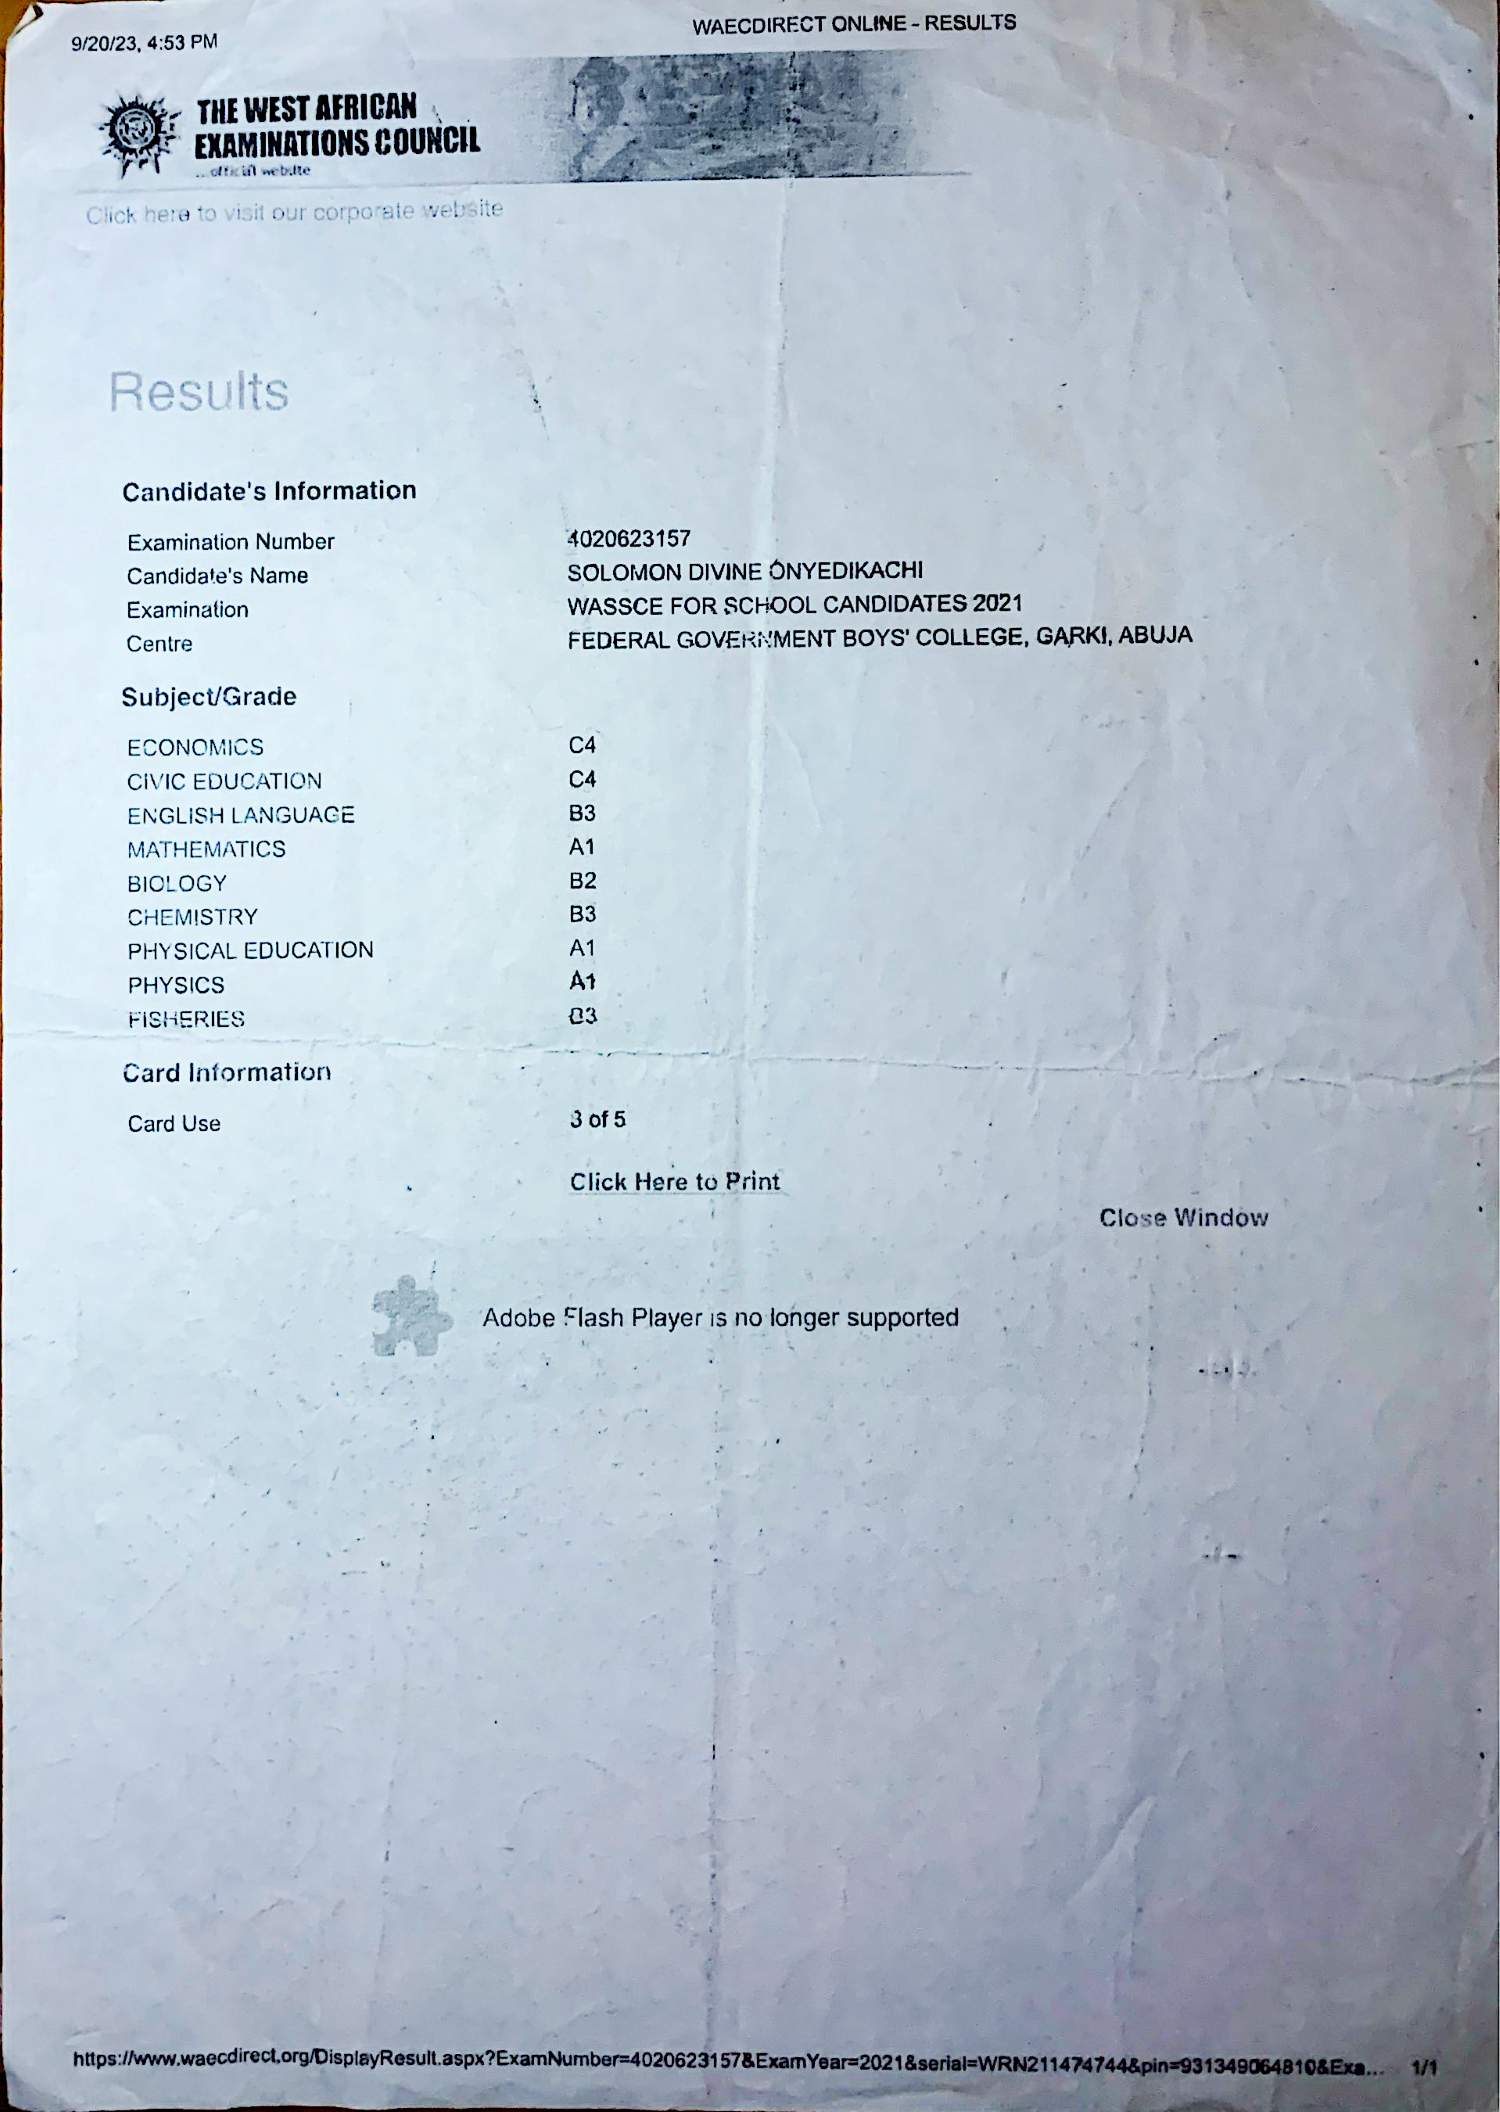 9/20/23, 4:53 PM
WAECDIRECT ONLINE - RESULTS
THE WEST AFRICAN
EXAMINATIONS COUNCIL
... official website
Click here to visit our corporate website
Results
Candidate's Information
Examination Number 4020623157
Candidate's Name SOLOMON DIVINE ONYEDIKACHI
Examination WASSCE FOR SCHOOL CANDIDATES 2021
Centre FEDERAL GOVERNMENT BOYS' COLLEGE, GARKI, ABUJA
Subject/Grade
ECONOMICS C4
CIVIC EDUCATION C4
ENGLISH LANGUAGE B3
MATHEMATICS A1
BIOLOGY B2
CHEMISTRY B3
PHYSICAL EDUCATION A1
PHYSICS A1
FISHERIES
Card Information
Card Use 3 of 5
Click Here to Print
Close Window
Adobe Flash Player is no longer supported
https://www.waecdirect.org/DisplayResult.aspx?ExamNumber=4020623157&ExamYear=2021&serial=WRN211474744&pin=931349064810&Exa... 1/1